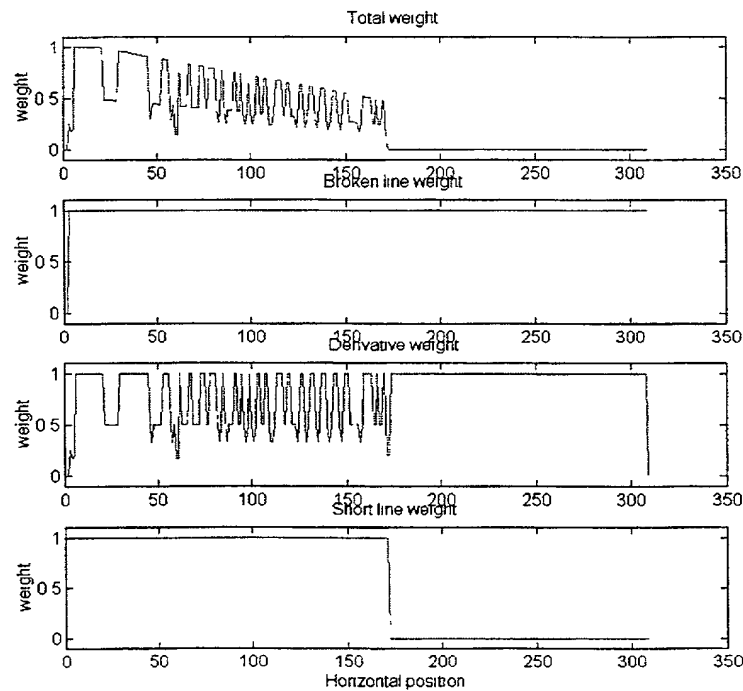 Total weight
weight
1
0 5
0
0 50 100 150 200 250 300 350
Broken line weight
weight
1
0 5
0
0 50 100 150 200 250 300 350
Derivative weight
weight
1
0 5
0
0 50 100 150 200 250 300 350
Short line weight
weight
1
0 5
0
0 50 100 150 200 250 300 350
Horizontal position